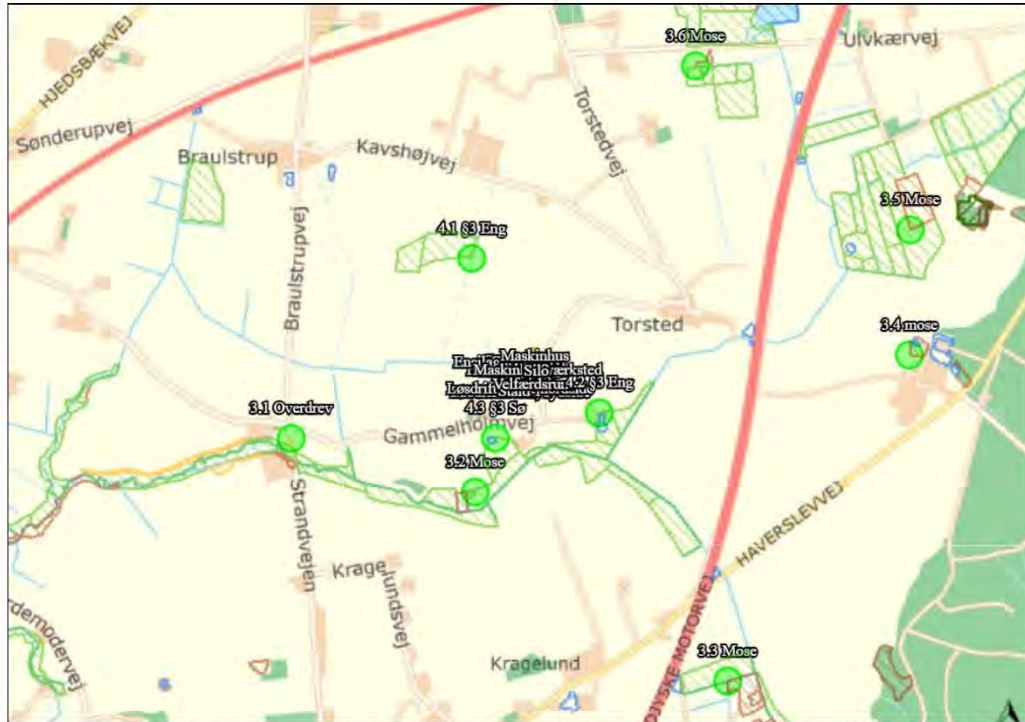 3.6 Mose
Ulvkærvej
HJEDSBÆKVEJ
Sønderupvej
Braulstrup
Kavshøjvej
Torstedvej
3.5 Mose
4.1 §3 Eng
Braulstrupvej
Torsted
3.4 mose
Maskinhus
Silo
4.2 §3 Eng
3.1 Overdrev
4.3 §3 Sø
Gammelholmvej
3.2 Mose
Strandvejen
HAVERSLEVVEJ
Kragelundsvej
Kragelund
3.3 Mose